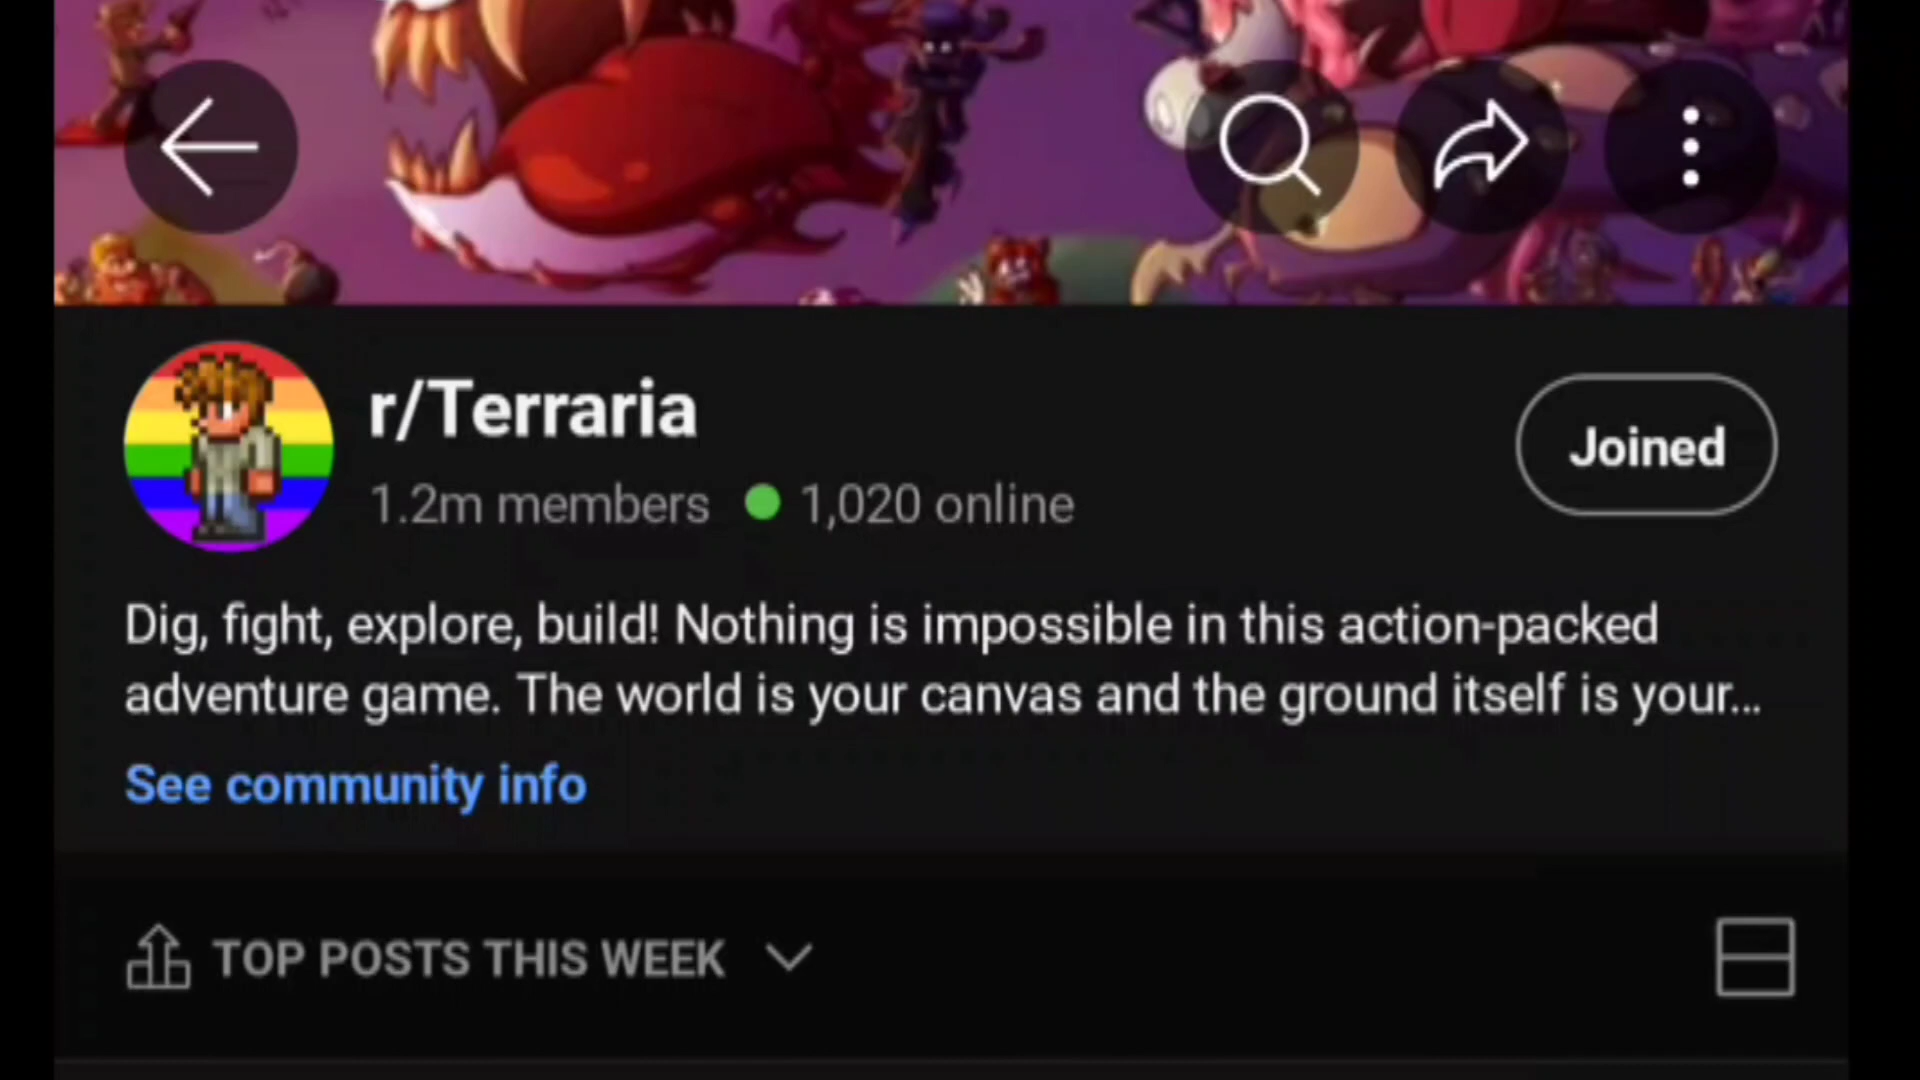 r/Terraria
1.2m members 1,020 online
Joined
Dig, fight, explore, build! Nothing is impossible in this action-packed
adventure game. The world is your canvas and the ground itself is your...
See community info
TOP POSTS THIS WEEK